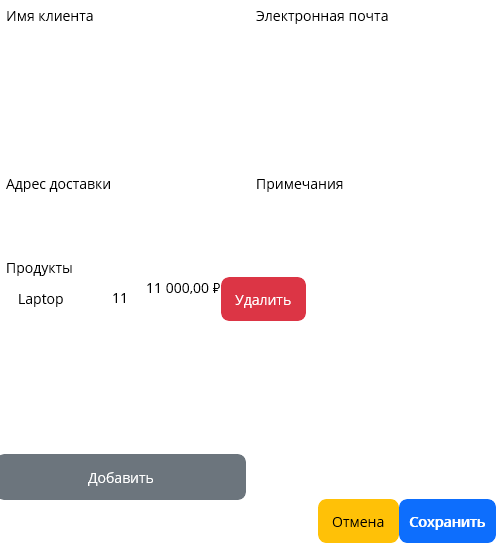 Имя клиента Электронная почта
Адрес доставки Примечания
Продукты
Laptop 11 11 000,00 ₽ Удалить
Добавить
Отмена Сохранить